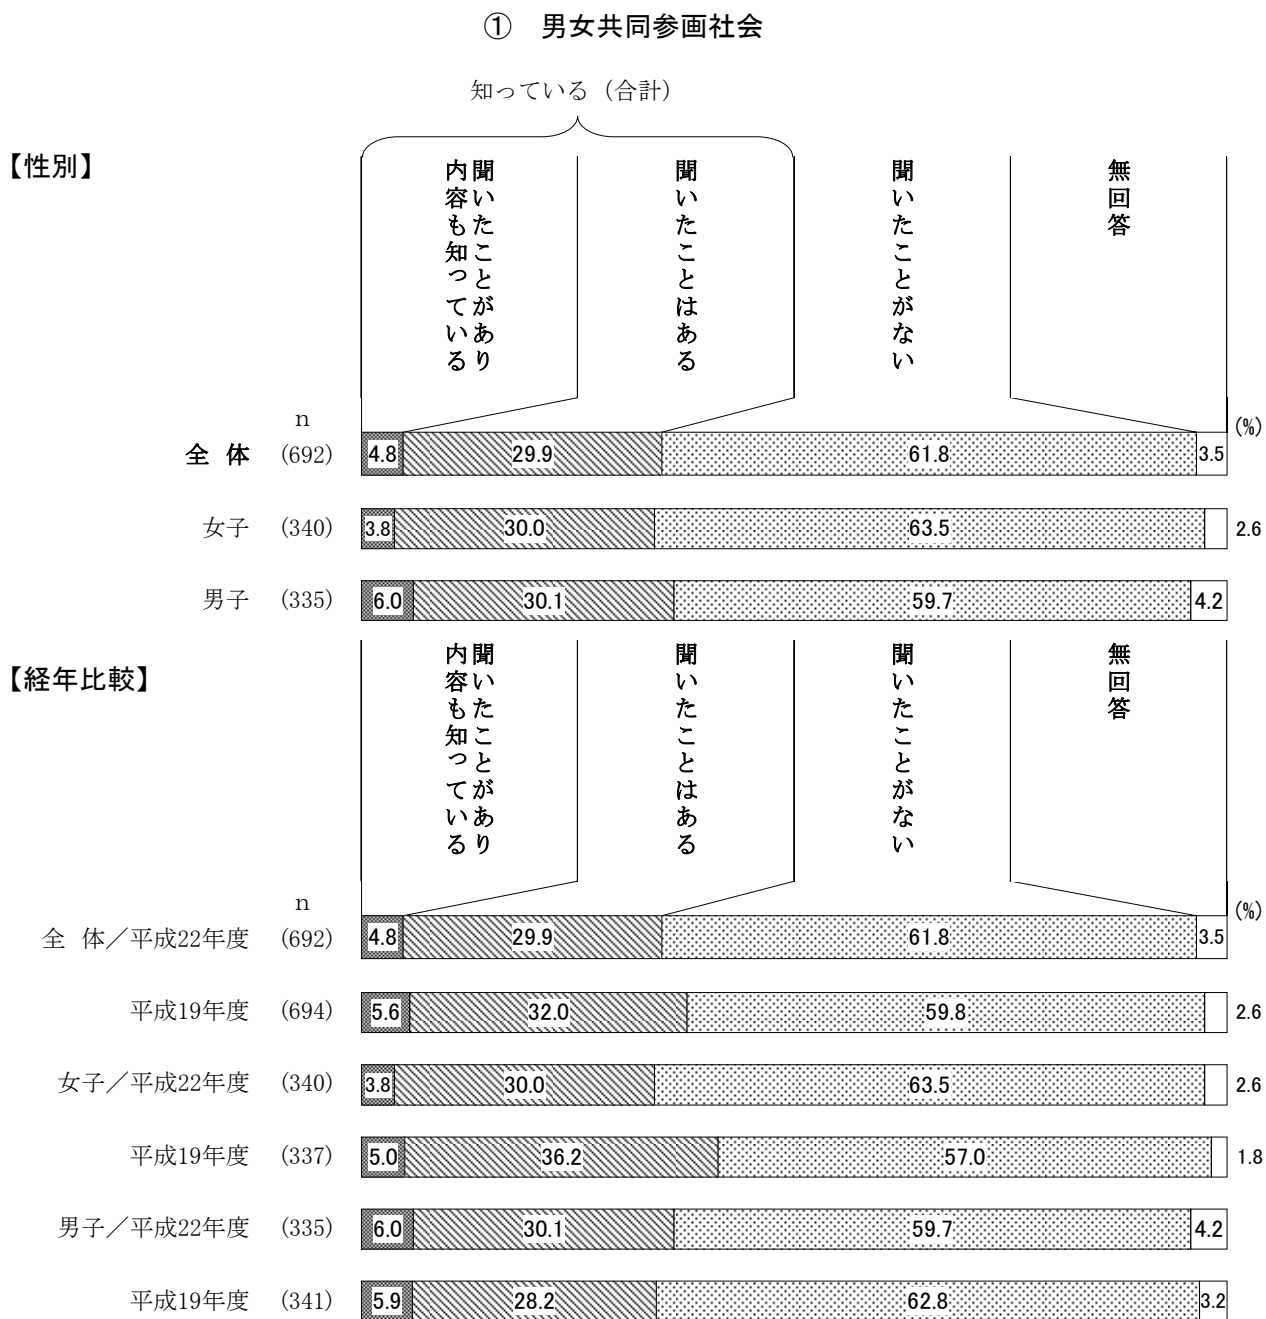 ① 男女共同参画社会
知っている（合計）
【性別】
聞いたことがあり
内容も知っている
聞いたことはある
聞いたことがない
無回答
n
(%)
全 体 (692) 4.8 29.9 61.8 3.5
女子 (340) 3.8 30.0 63.5 2.6
男子 (335) 6.0 30.1 59.7 4.2
【経年比較】
聞いたことがあり
内容も知っている
聞いたことはある
聞いたことがない
無回答
n
(%)
全 体／平成22年度 (692) 4.8 29.9 61.8 3.5
平成19年度 (694) 5.6 32.0 59.8 2.6
女子／平成22年度 (340) 3.8 30.0 63.5 2.6
平成19年度 (337) 5.0 36.2 57.0 1.8
男子／平成22年度 (335) 6.0 30.1 59.7 4.2
平成19年度 (341) 5.9 28.2 62.8 3.2